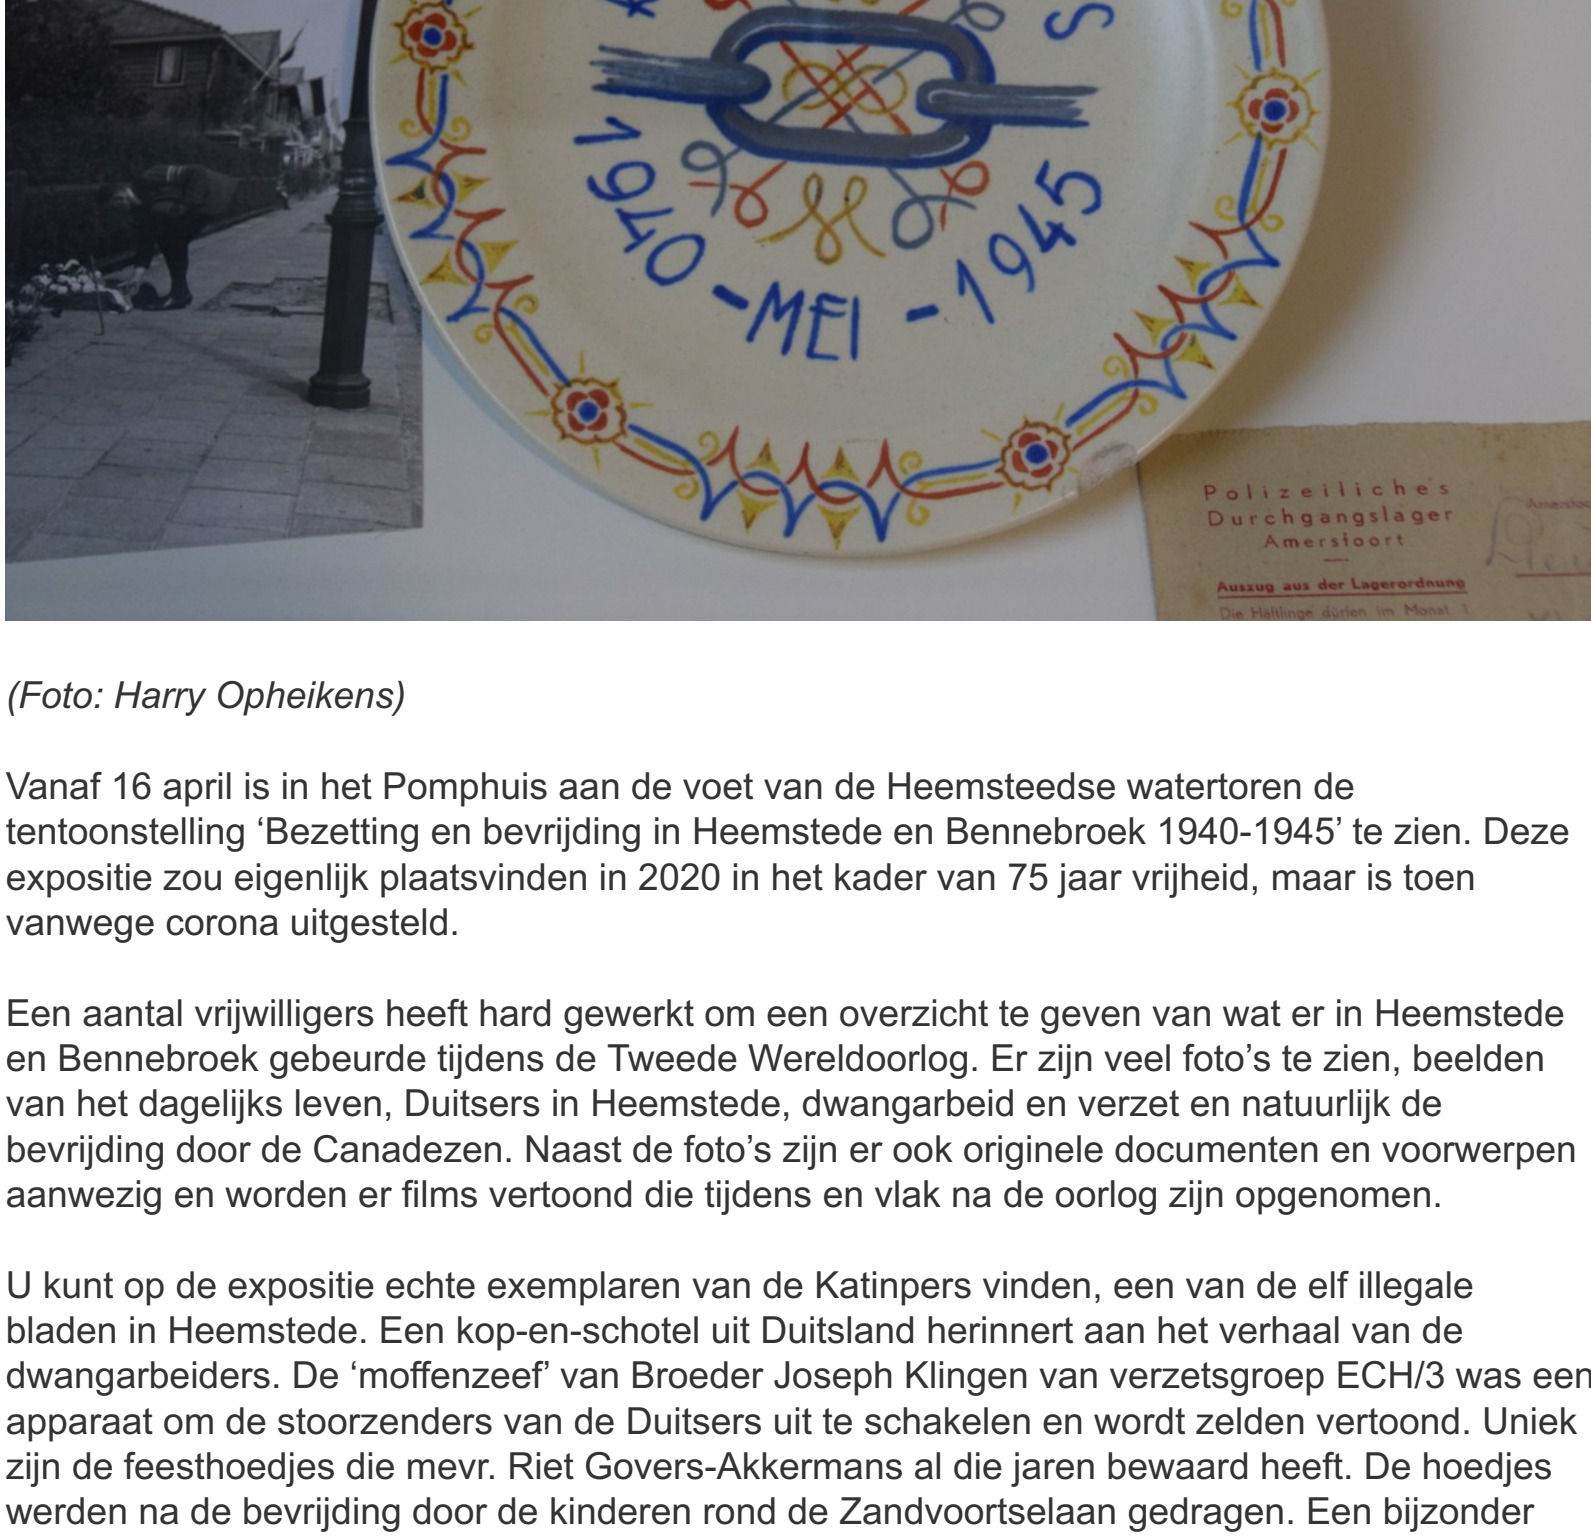 1940 - MEI - 1945
Polizeiliches
Durchgangslager
Amersfoort
Auszug aus der Lagerordnung
Die Häftlinge dürfen im Monat 1
(Foto: Harry Opheikens)
Vanaf 16 april is in het Pomphuis aan de voet van de Heemsteedse watertoren de
tentoonstelling ‘Bezetting en bevrijding in Heemstede en Bennebroek 1940-1945’ te zien. Deze
expositie zou eigenlijk plaatsvinden in 2020 in het kader van 75 jaar vrijheid, maar is toen
vanwege corona uitgesteld.
Een aantal vrijwilligers heeft hard gewerkt om een overzicht te geven van wat er in Heemstede
en Bennebroek gebeurde tijdens de Tweede Wereldoorlog. Er zijn veel foto’s te zien, beelden
van het dagelijks leven, Duitsers in Heemstede, dwangarbeid en verzet en natuurlijk de
bevrijding door de Canadezen. Naast de foto’s zijn er ook originele documenten en voorwerpen
aanwezig en worden er films vertoond die tijdens en vlak na de oorlog zijn opgenomen.
U kunt op de expositie echte exemplaren van de Katinpers vinden, een van de elf illegale
bladen in Heemstede. Een kop-en-schotel uit Duitsland herinnert aan het verhaal van de
dwangarbeiders. De ‘moffenzeef’ van Broeder Joseph Klingen van verzetsgroep ECH/3 was een
apparaat om de stoorzenders van de Duitsers uit te schakelen en wordt zelden vertoond. Uniek
zijn de feesthoedjes die mevr. Riet Govers-Akkermans al die jaren bewaard heeft. De hoedjes
werden na de bevrijding door de kinderen rond de Zandvoortselaan gedragen. Een bijzonder